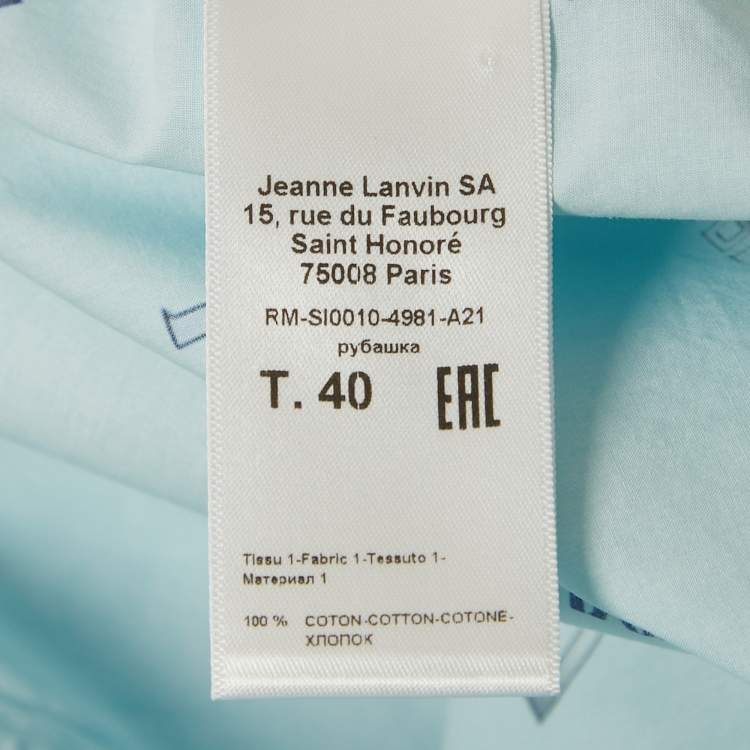 Jeanne Lanvin SA
15, rue du Faubourg
Saint Honoré
75008 Paris
RM-SI0010-4981-A21
рубашка
T. 40
EAC
Tissu 1-Fabric 1-Tessuto 1-
Материал 1
100 % COTON-COTTON-COTONE-
ХЛОПОК